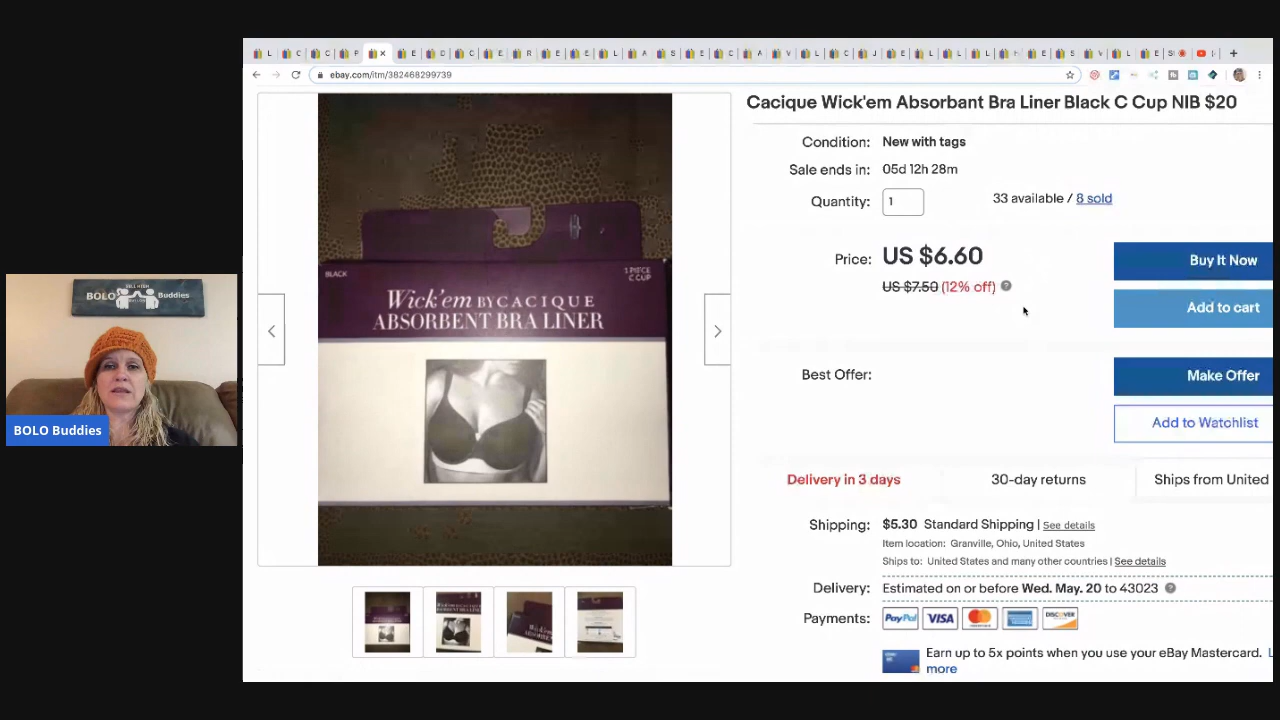 ebay.com/itm/382468299739
Cacique Wick'em Absorbant Bra Liner Black C Cup NIB $20
Condition: New with tags
Sale ends in: 05d 12h 28m
Quantity: 1
33 available / 8 sold
Price: US $6.60
US $7.50 (12% off)
Buy It Now
Add to cart
Best Offer:
Make Offer
Add to Watchlist
Delivery in 3 days
30-day returns
Ships from United
Shipping: $5.30 Standard Shipping | See details
Item location: Granville, Ohio, United States
Ships to: United States and many other countries | See details
Delivery: Estimated on or before Wed. May. 20 to 43023
Payments: PayPal VISA DISCOVER
Earn up to 5x points when you use your eBay Mastercard. L
more
BLACK
1 PIECE
C CUP
Wick'em BY CACIQUE
ABSORBENT BRA LINER
BOLO Buddies
BOLO Buddies